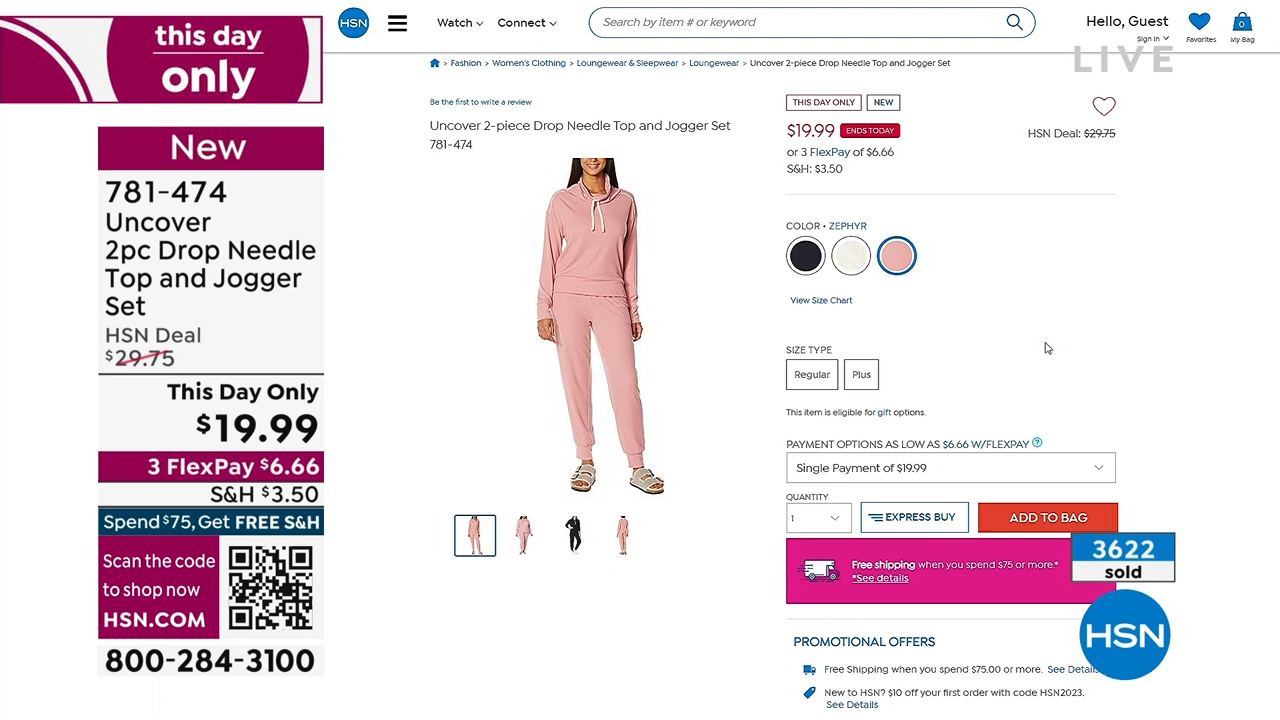 this day
only
New
781-474
Uncover
2pc Drop Needle
Top and Jogger
Set
HSN Deal
$29.75
This Day Only
$19.99
3 FlexPay $6.66
S&H $3.50
Spend $75, Get FREE S&H
Scan the code
to shop now
HSN.COM
800-284-3100
HSN
Watch
Connect
Search by item # or keyword
Hello, Guest
Sign In
Favorites
0
My Bag
LIVE
> Fashion > Women's Clothing > Loungewear & Sleepwear > Loungewear > Uncover 2-piece Drop Needle Top and Jogger Set
Be the first to write a review
Uncover 2-piece Drop Needle Top and Jogger Set
781-474
THIS DAY ONLY
NEW
$19.99 ENDS TODAY
HSN Deal: $29.75
or 3 FlexPay of $6.66
S&H: $3.50
COLOR • ZEPHYR
View Size Chart
SIZE TYPE
Regular
Plus
This item is eligible for gift options.
PAYMENT OPTIONS AS LOW AS $6.66 W/FLEXPAY ?
Single Payment of $19.99
QUANTITY
1
EXPRESS BUY
ADD TO BAG
Free shipping when you spend $75 or more.*
*See details
3622
sold
HSN
PROMOTIONAL OFFERS
Free Shipping when you spend $75.00 or more. See Details
New to HSN? $10 off your first order with code HSN2023.
See Details